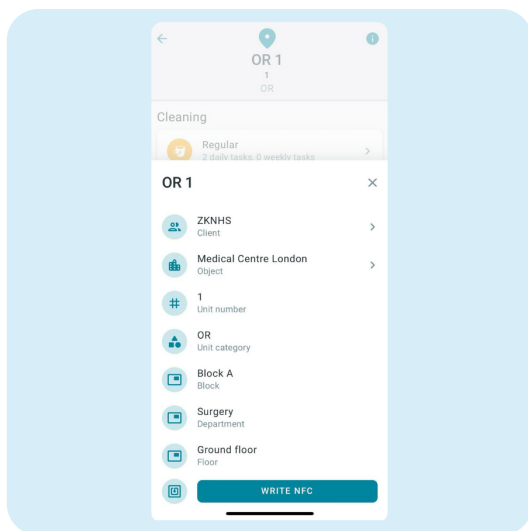 OR 1
1
OR
Cleaning
Regular
2 daily tasks, 0 weekly tasks
OR 1
ZKNHS
Client
Medical Centre London
Object
1
Unit number
OR
Unit category
Block A
Block
Surgery
Department
Ground floor
Floor
WRITE NFC